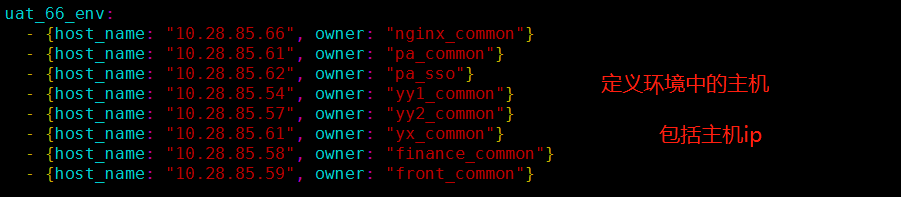 uat_66_env:
- {host_name: "10.28.85.66", owner: "nginx_common"}
- {host_name: "10.28.85.61", owner: "pa_common"}
- {host_name: "10.28.85.62", owner: "pa_sso"}
- {host_name: "10.28.85.54", owner: "yy1_common"}
- {host_name: "10.28.85.57", owner: "yy2_common"}
- {host_name: "10.28.85.61", owner: "yx_common"}
- {host_name: "10.28.85.58", owner: "finance_common"}
- {host_name: "10.28.85.59", owner: "front_common"}
定义环境中的主机
包括主机ip